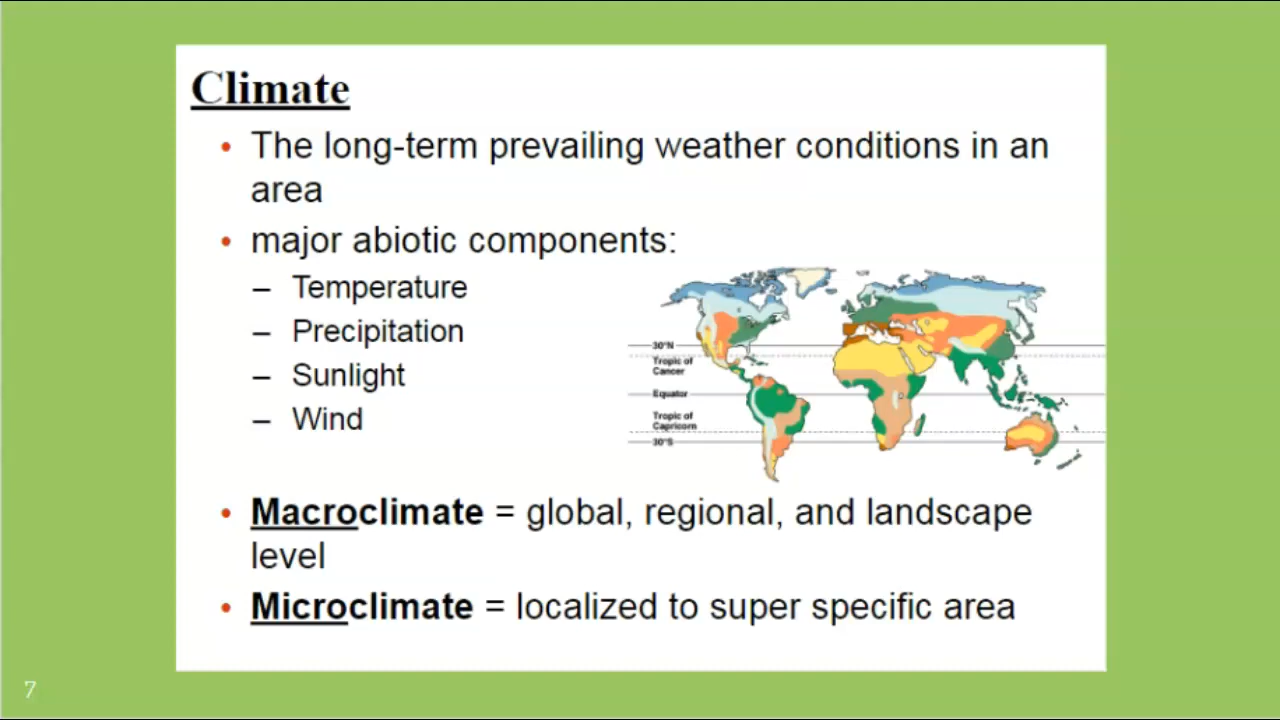 Climate
• The long-term prevailing weather conditions in an
area
• major abiotic components:
– Temperature
– Precipitation
– Sunlight
– Wind
30°N
Tropic of
Cancer
Equator
Tropic of
Capricorn
30°S
• Macroclimate = global, regional, and landscape
level
• Microclimate = localized to super specific area
7